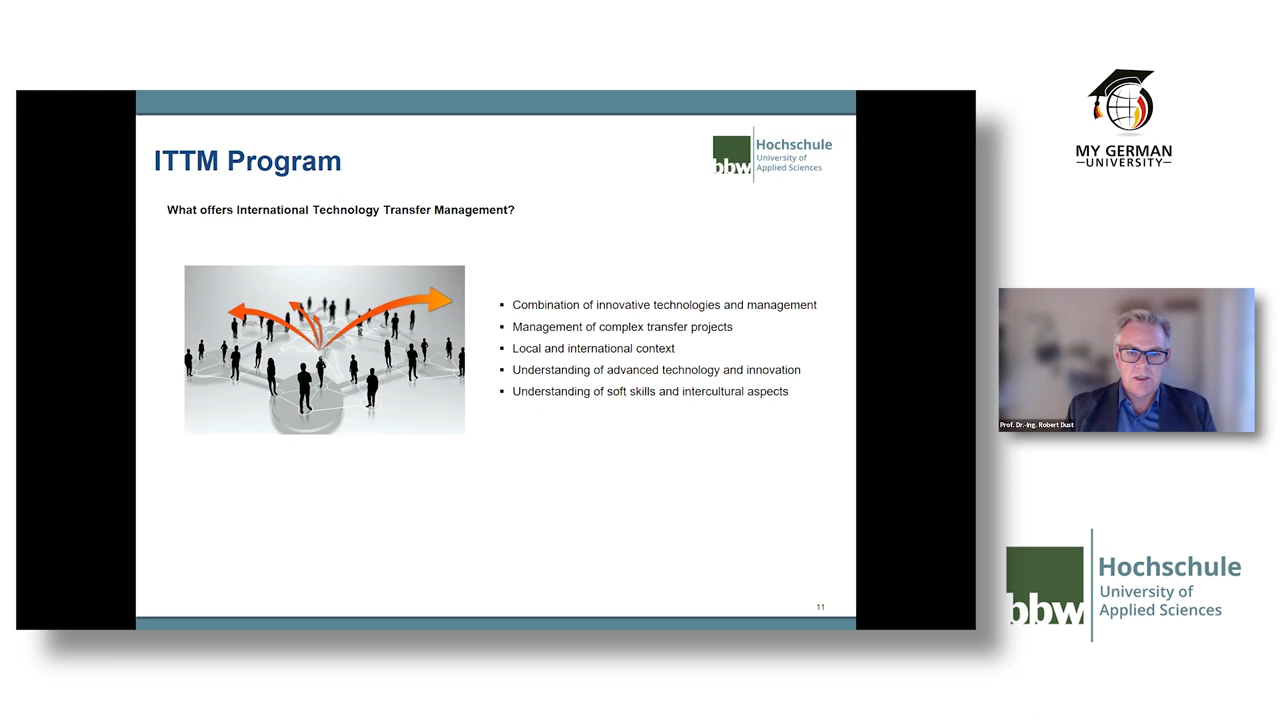 ITTM Program
bbw
Hochschule
University of
Applied Sciences
What offers International Technology Transfer Management?
▪ Combination of innovative technologies and management
▪ Management of complex transfer projects
▪ Local and international context
▪ Understanding of advanced technology and innovation
▪ Understanding of soft skills and intercultural aspects
11
MY GERMAN
—UNIVERSITY—
Prof. Dr.-Ing. Robert Dust
bbw
Hochschule
University of
Applied Sciences